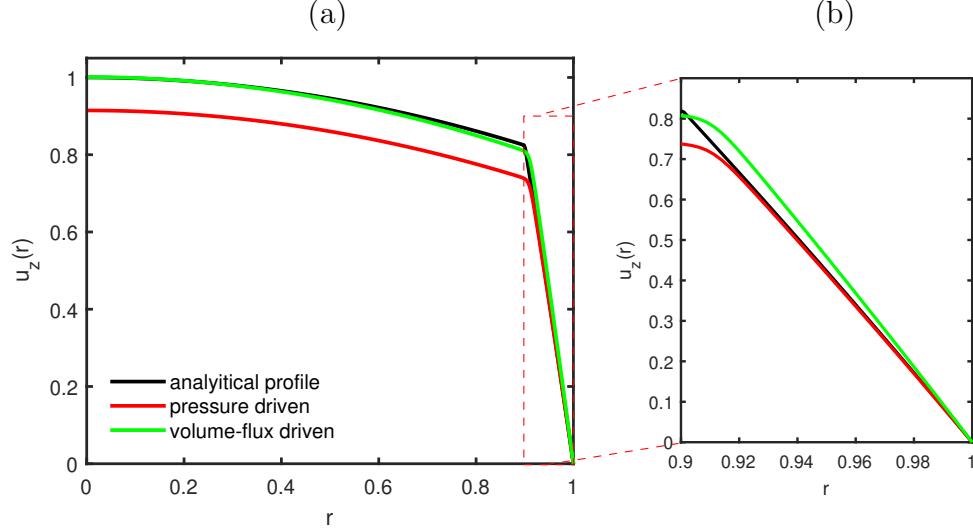 (a)
(b)
1
0.8
0.6
0.4
0.2
0
u_z(r)
analyitical profile
pressure driven
volume-flux driven
0 0.2 0.4 0.6 0.8 1
r
0.8
0.7
0.6
0.5
0.4
0.3
0.2
0.1
0
u_z(r)
0.9 0.92 0.94 0.96 0.98 1
r